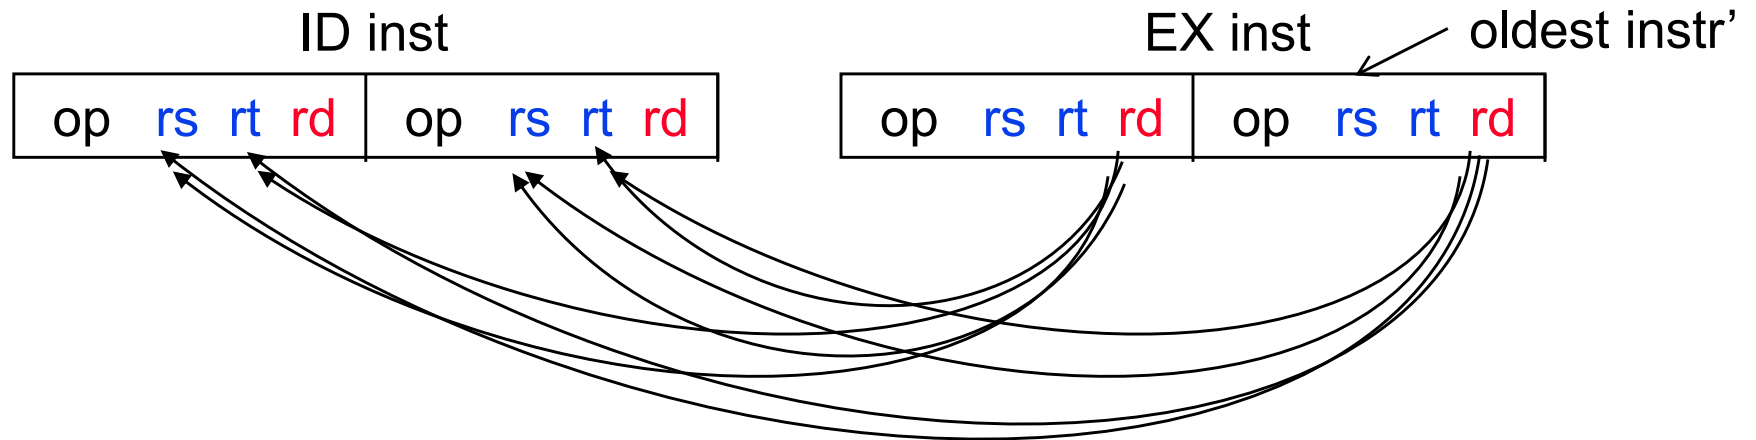 ID inst EX inst oldest instr’
op rs rt rd op rs rt rd op rs rt rd op rs rt rd